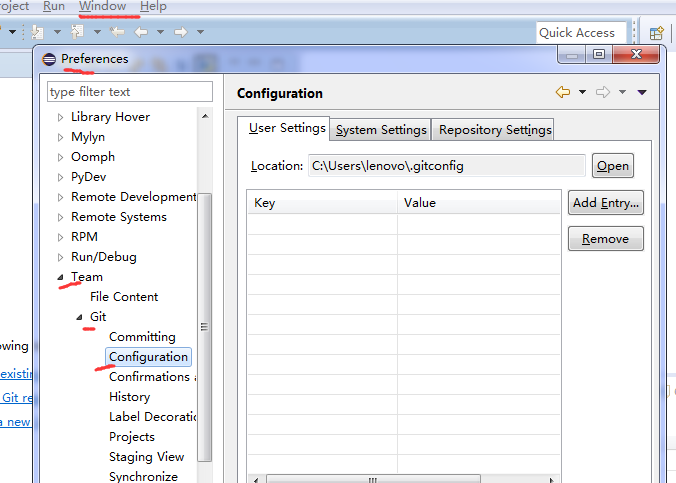 roject Run Window Help
Quick Access
Preferences
type filter text
Library Hover
Mylyn
Oomph
PyDev
Remote Development
Remote Systems
RPM
Run/Debug
Team
File Content
Git
Committing
Configuration
Confirmations a
History
Label Decoratio
Projects
Staging View
Synchronize
Configuration
User Settings System Settings Repository Settings
Location: C:\Users\lenovo\.gitconfig Open
Key Value Add Entry...
Remove
owing
existin
Git re
a new